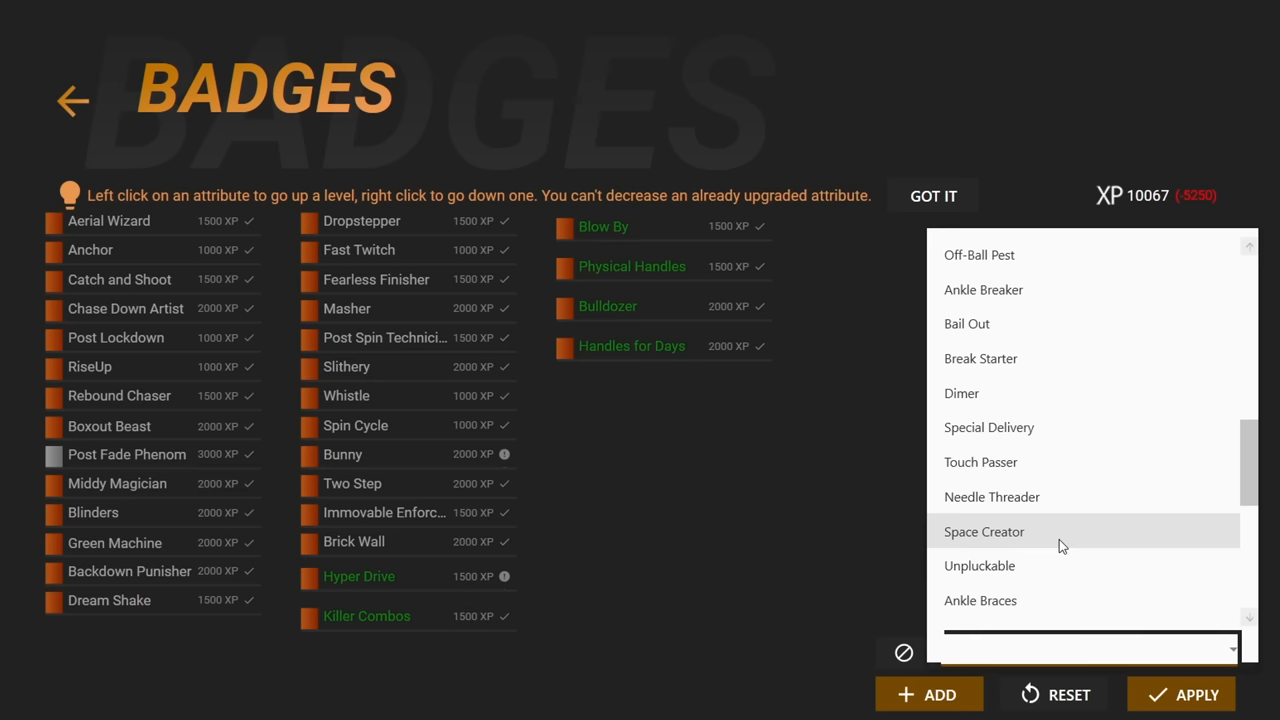 BADGES
Left click on an attribute to go up a level, right click to go down one. You can't decrease an already upgraded attribute.
GOT IT
XP 10067 (-5250)
Aerial Wizard 1500 XP
Anchor 1000 XP
Catch and Shoot 1500 XP
Chase Down Artist 2000 XP
Post Lockdown 1000 XP
RiseUp 1000 XP
Rebound Chaser 1500 XP
Boxout Beast 2000 XP
Post Fade Phenom 3000 XP
Middy Magician 2000 XP
Blinders 2000 XP
Green Machine 2000 XP
Backdown Punisher 2000 XP
Dream Shake 1500 XP
Dropstepper 1500 XP
Fast Twitch 1000 XP
Fearless Finisher 1500 XP
Masher 2000 XP
Post Spin Technici... 1500 XP
Slithery 2000 XP
Whistle 1000 XP
Spin Cycle 1000 XP
Bunny 2000 XP
Two Step 2000 XP
Immovable Enforc... 1500 XP
Brick Wall 2000 XP
Hyper Drive 1500 XP
Killer Combos 1500 XP
Blow By 1500 XP
Physical Handles 1500 XP
Bulldozer 2000 XP
Handles for Days 2000 XP
Off-Ball Pest
Ankle Breaker
Bail Out
Break Starter
Dimer
Special Delivery
Touch Passer
Needle Threader
Space Creator
Unpluckable
Ankle Braces
ADD
RESET
APPLY